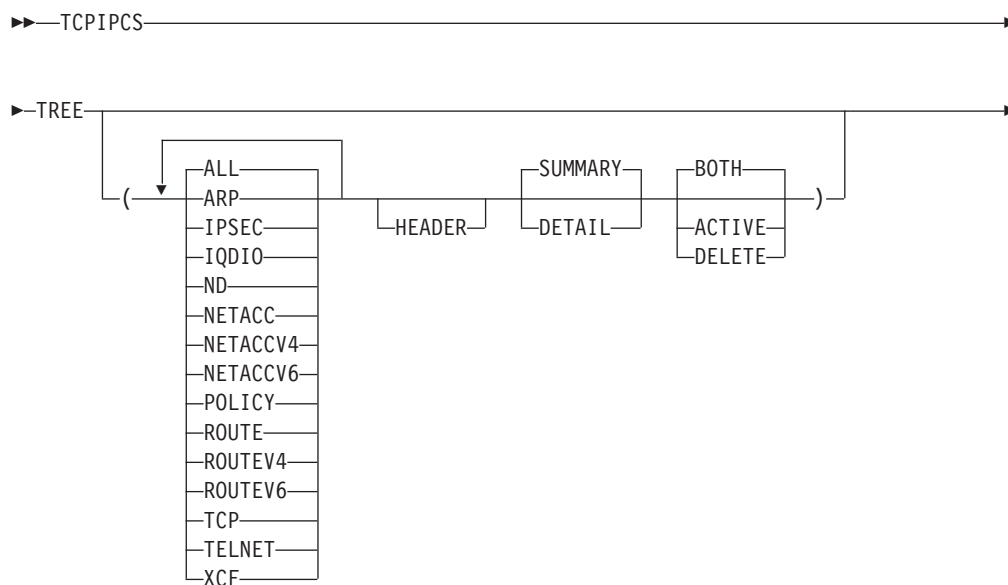 TCPIPCS
TREE
(
ALL
ARP
IPSEC
IQDIO
ND
NETACC
NETACCV4
NETACCV6
POLICY
ROUTE
ROUTEV4
ROUTEV6
TCP
TELNET
XCF
HEADER
SUMMARY
DETAIL
BOTH
ACTIVE
DELETE
)